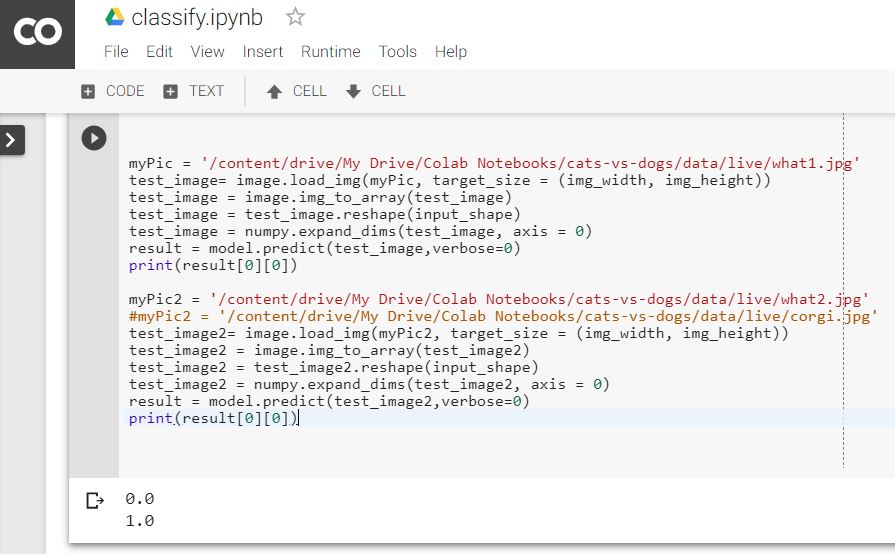 CO
classify.ipynb
File Edit View Insert Runtime Tools Help
CODE TEXT CELL CELL
myPic = '/content/drive/My Drive/Colab Notebooks/cats-vs-dogs/data/live/what1.jpg'
test_image= image.load_img(myPic, target_size = (img_width, img_height))
test_image = image.img_to_array(test_image)
test_image = test_image.reshape(input_shape)
test_image = numpy.expand_dims(test_image, axis = 0)
result = model.predict(test_image,verbose=0)
print(result[0][0])
myPic2 = '/content/drive/My Drive/Colab Notebooks/cats-vs-dogs/data/live/what2.jpg'
#myPic2 = '/content/drive/My Drive/Colab Notebooks/cats-vs-dogs/data/live/corgi.jpg'
test_image2= image.load_img(myPic2, target_size = (img_width, img_height))
test_image2 = image.img_to_array(test_image2)
test_image2 = test_image2.reshape(input_shape)
test_image2 = numpy.expand_dims(test_image2, axis = 0)
result = model.predict(test_image2,verbose=0)
print(result[0][0])
0.0
1.0